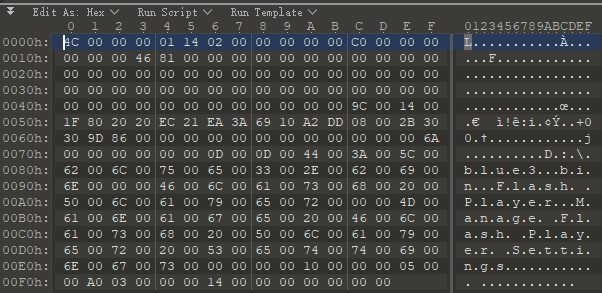 Edit As: Hex Run Script Run Template
0 1 2 3 4 5 6 7 8 9 A B C D E F 0123456789ABCDEF
0000h: 4C 00 00 00 01 14 02 00 00 00 00 00 C0 00 00 00 L...........À...
0010h: 00 00 00 46 81 00 00 00 00 00 00 00 00 00 00 00 ...F............
0020h: 00 00 00 00 00 00 00 00 00 00 00 00 00 00 00 00 ................
0030h: 00 00 00 00 00 00 00 00 00 00 00 00 00 00 00 00 ................
0040h: 00 00 00 00 00 00 00 00 00 00 00 00 9C 00 14 00 ............œ...
0050h: 1F 80 20 20 EC 21 EA 3A 69 10 A2 DD 08 00 2B 30 .€  ì!ê:i.¢Ý..+0
0060h: 30 9D 86 00 00 00 00 00 00 00 00 00 00 00 00 6A 0.†............j
0070h: 00 00 00 00 00 00 0D 00 0D 00 44 00 3A 00 5C 00 ..........D.:.\.
0080h: 62 00 6C 00 75 00 65 00 33 00 2E 00 62 00 69 00 b.l.u.e.3...b.i.
0090h: 6E 00 00 00 46 00 6C 00 61 00 73 00 68 00 20 00 n...F.l.a.s.h. .
00A0h: 50 00 6C 00 61 00 79 00 65 00 72 00 00 00 4D 00 P.l.a.y.e.r...M.
00B0h: 61 00 6E 00 61 00 67 00 65 00 20 00 46 00 6C 00 a.n.a.g.e. .F.l.
00C0h: 61 00 73 00 68 00 20 00 50 00 6C 00 61 00 79 00 a.s.h. .P.l.a.y.
00D0h: 65 00 72 00 20 00 53 00 65 00 74 00 74 00 69 00 e.r. .S.e.t.t.i.
00E0h: 6E 00 67 00 73 00 00 00 00 00 10 00 00 00 05 00 n.g.s...........
00F0h: 00 A0 03 00 00 00 14 00 00 00 00 00 00 00 . ............